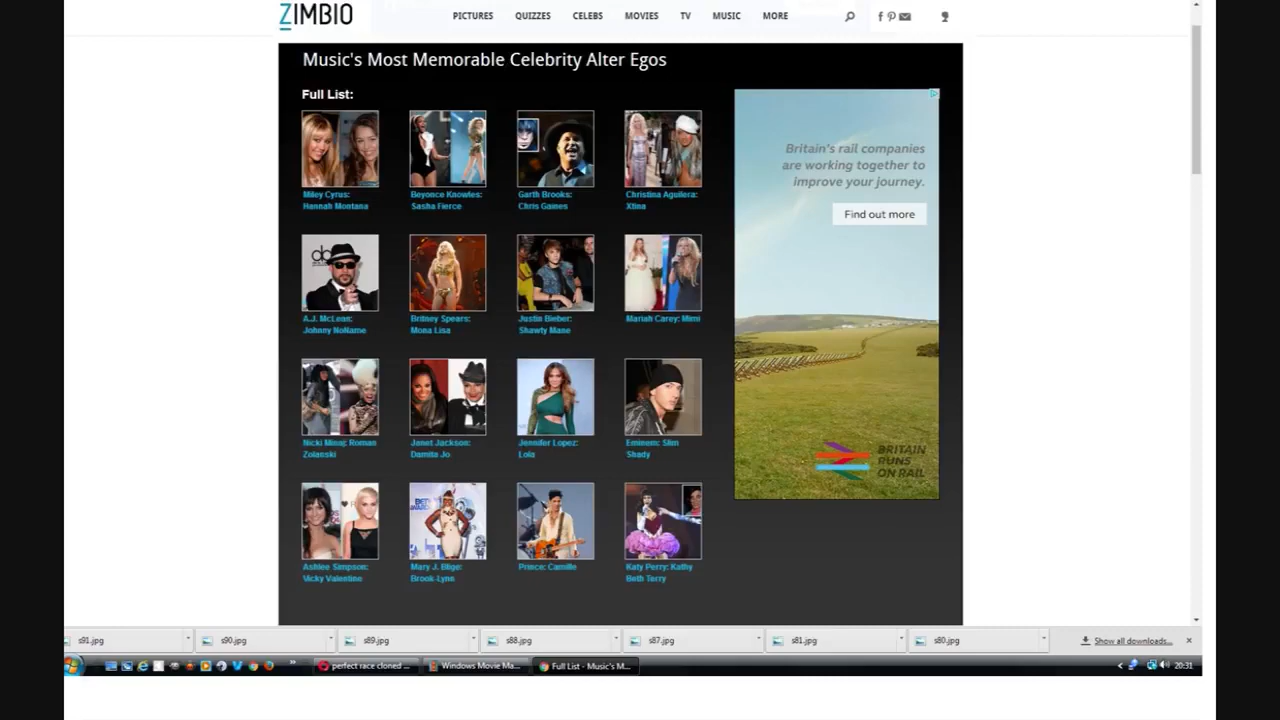 ZIMBIO
PICTURES QUIZZES CELEBS MOVIES TV MUSIC MORE
Music's Most Memorable Celebrity Alter Egos
Full List:
Miley Cyrus:
Hannah Montana
Beyonce Knowles:
Sasha Fierce
Garth Brooks:
Chris Gaines
Christina Aguilera:
Xtina
A.J. McLean:
Johnny NoName
Britney Spears:
Mona Lisa
Justin Bieber:
Shawty Mane
Mariah Carey: Mimi
Nicki Minaj: Roman
Zolanski
Janet Jackson:
Damita Jo
Jennifer Lopez:
Lola
Eminem: Slim
Shady
Ashlee Simpson:
Vicky Valentine
Mary J. Blige:
Brook-Lynn
Prince: Camille
Katy Perry: Kathy
Beth Terry
Britain's rail companies
are working together to
improve your journey.
Find out more
BRITAIN
RUNS
ON RAIL
s91.jpg s90.jpg s89.jpg s88.jpg s87.jpg s81.jpg s80.jpg Show all downloads...
perfect race cloned ... Windows Movie Ma... Full List - Music's M... 20:31